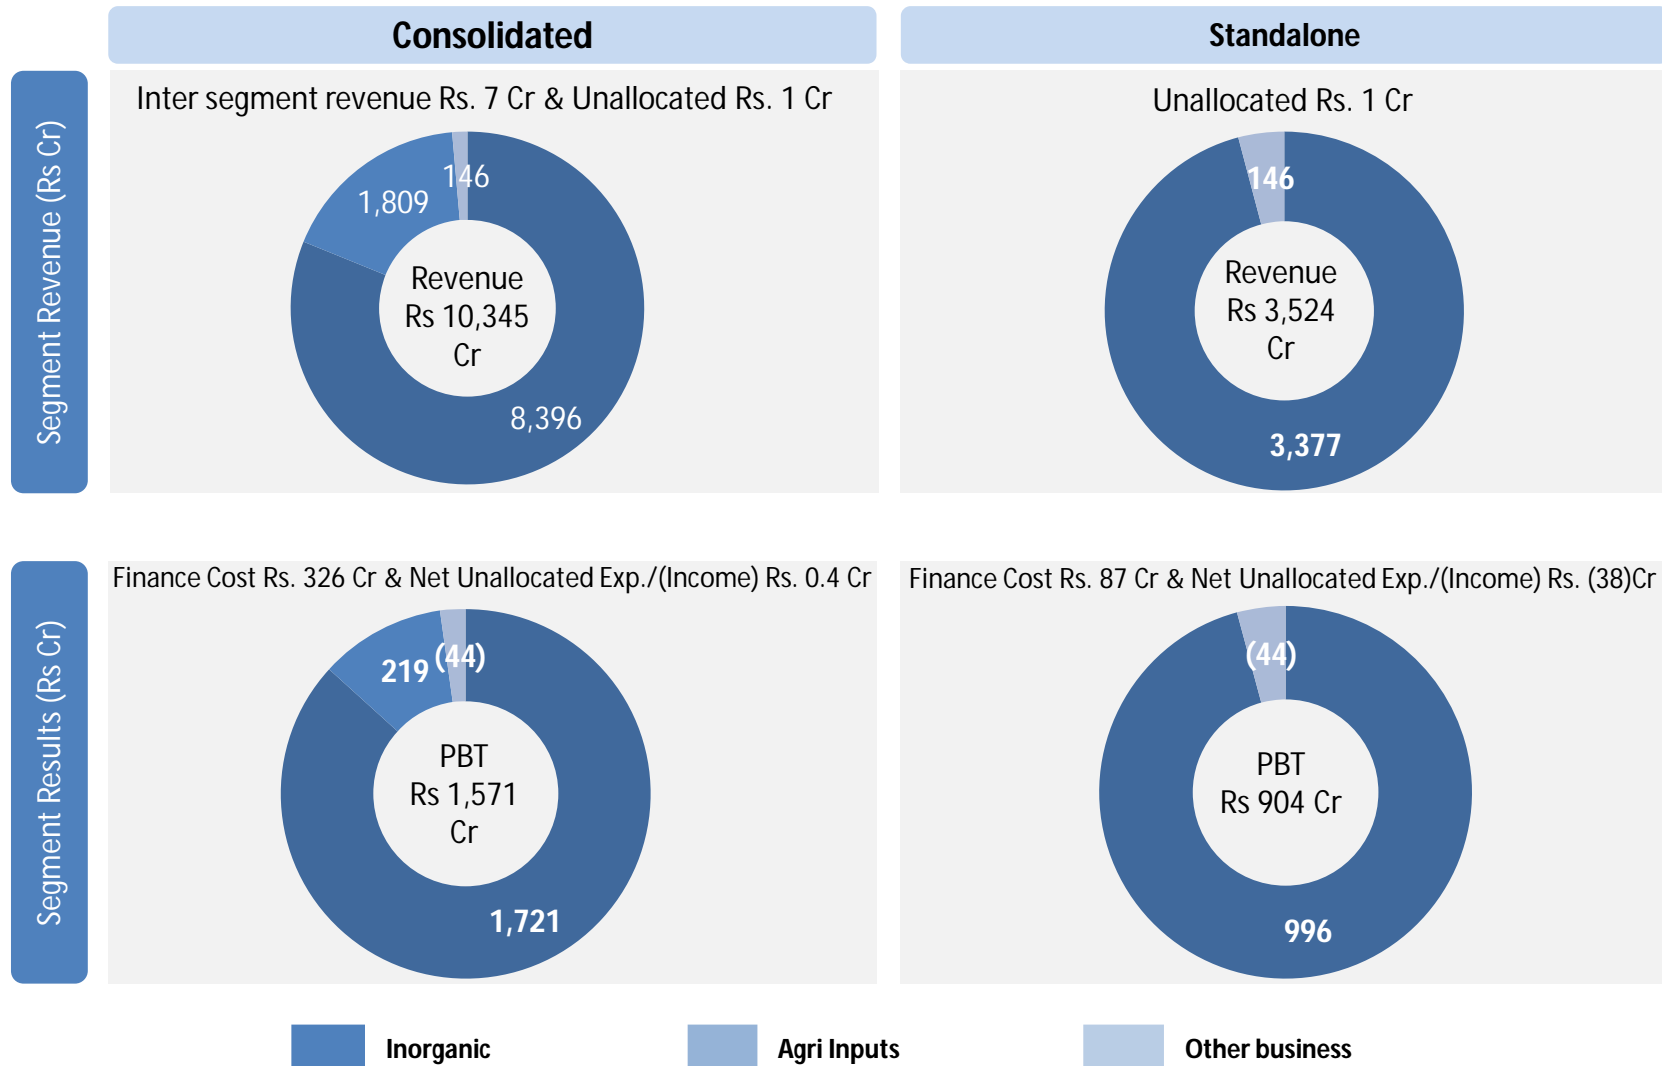 Consolidated
Standalone
Segment Revenue (Rs Cr)
Inter segment revenue Rs. 7 Cr & Unallocated Rs. 1 Cr
146
1,809
Revenue
Rs 10,345
Cr
8,396
Unallocated Rs. 1 Cr
146
Revenue
Rs 3,524
Cr
3,377
Segment Results (Rs Cr)
Finance Cost Rs. 326 Cr & Net Unallocated Exp./(Income) Rs. 0.4 Cr
219
(44)
PBT
Rs 1,571
Cr
1,721
Finance Cost Rs. 87 Cr & Net Unallocated Exp./(Income) Rs. (38)Cr
(44)
PBT
Rs 904 Cr
996
Inorganic
Agri Inputs
Other business